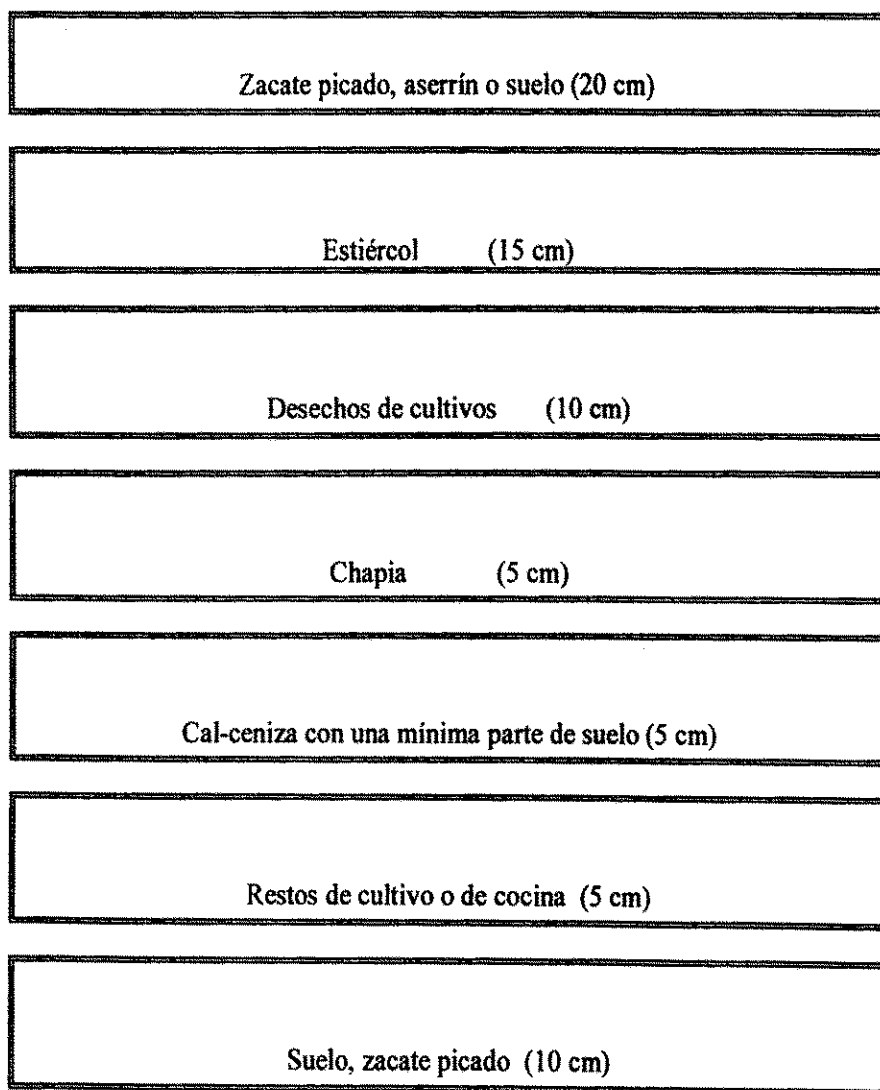 Zacate picado, aserrín o suelo (20 cm)
Estiércol (15 cm)
Desechos de cultivos (10 cm)
Chapia (5 cm)
Cal-ceniza con una mínima parte de suelo (5 cm)
Restos de cultivo o de cocina (5 cm)
Suelo, zacate picado (10 cm)